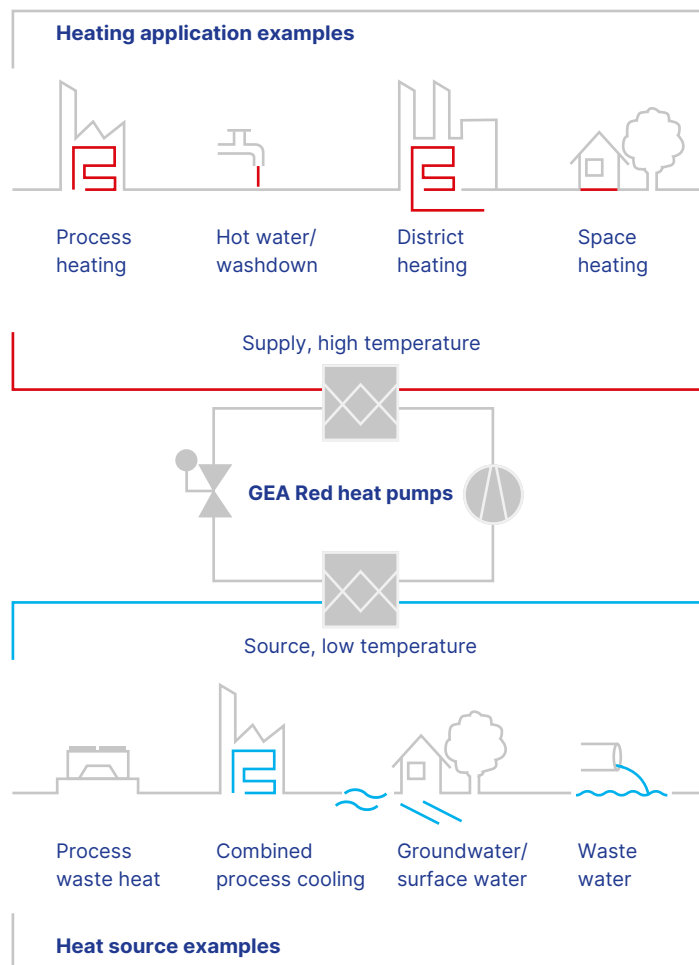 Heating application examples
Process
heating
Hot water/
washdown
District
heating
Space
heating
Supply, high temperature
GEA Red heat pumps
Source, low temperature
Process
waste heat
Combined
process cooling
Groundwater/
surface water
Waste
water
Heat source examples